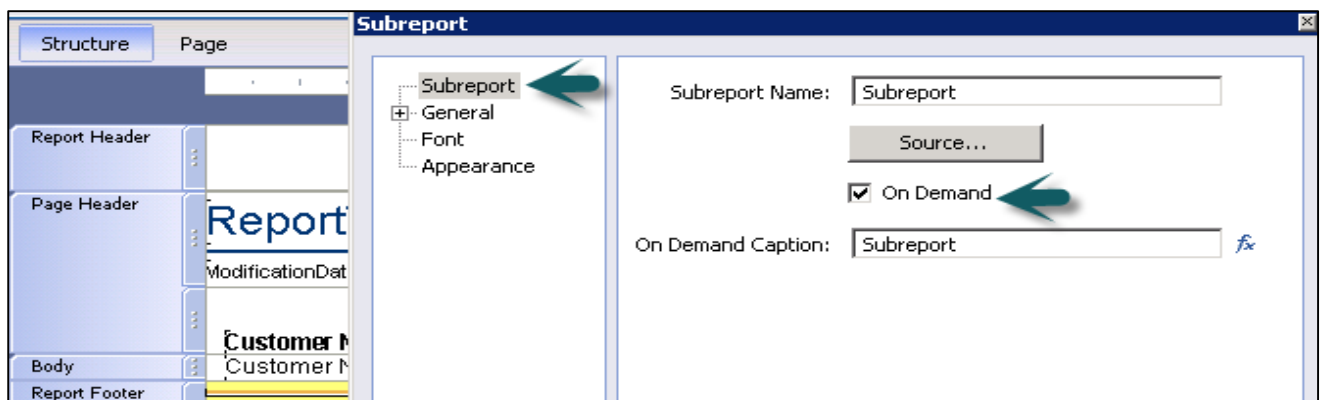 Structure Page
Subreport
Subreport
General
Font
Appearance
Subreport Name: Subreport
Source...
On Demand
On Demand Caption: Subreport fx
Report Header
Page Header
Report
ModificationDat
Customer N
Body
Customer N
Report Footer